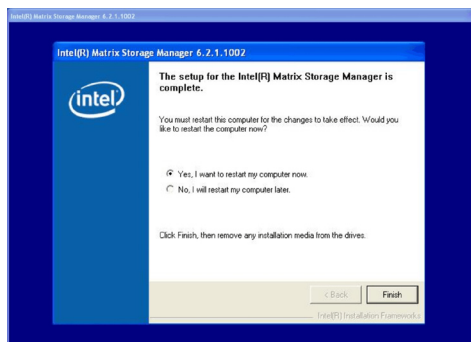 Intel(R) Matrix Storage Manager 6.2.1.1002
Intel(R) Matrix Storage Manager 6.2.1.1002
intel
The setup for the Intel(R) Matrix Storage Manager is
complete.
You must restart this computer for the changes to take effect. Would you
like to restart the computer now?
Yes, I want to restart my computer now.
No, I will restart my computer later.
Click Finish, then remove any installation media from the drives.
< Back
Finish
Intel(R) Installation Frameworks